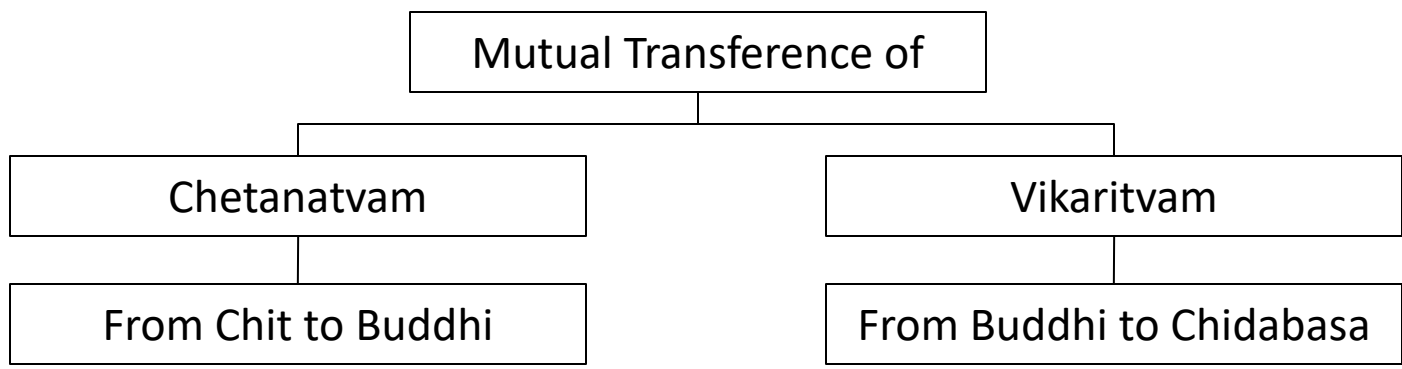 Mutual Transference of
Chetanatvam
Vikaritvam
From Chit to Buddhi
From Buddhi to Chidabasa